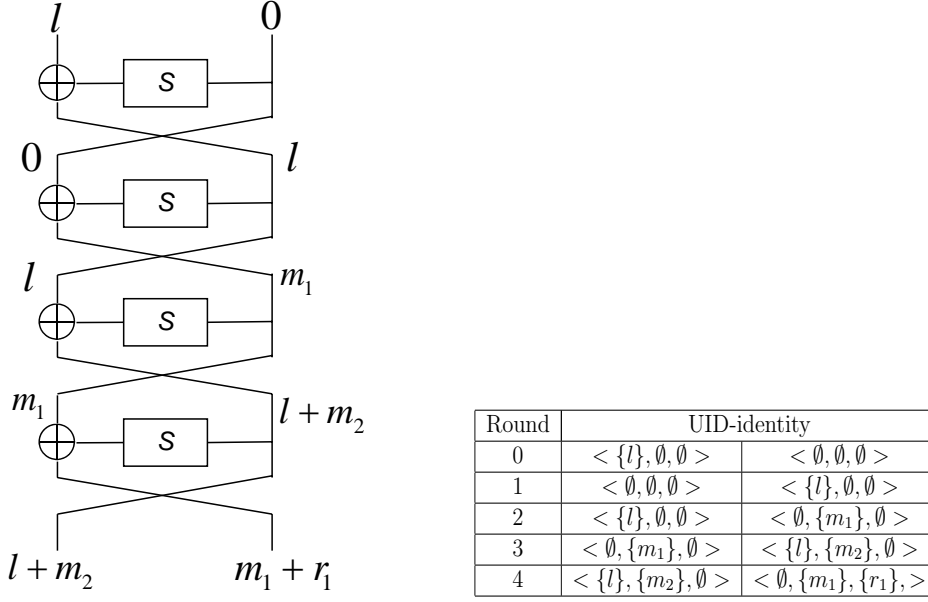 l 0
S
0 l
S
l m₁
S
m₁ l + m₂
S
l + m₂ m₁ + r₁
Round UID-identity
0 < {l}, ∅, ∅ > < ∅, ∅, ∅ >
1 < ∅, ∅, ∅ > < {l}, ∅, ∅ >
2 < {l}, ∅, ∅ > < ∅, {m₁}, ∅ >
3 < ∅, {m₁}, ∅ > < {l}, {m₂}, ∅ >
4 < {l}, {m₂}, ∅ > < ∅, {m₁}, {r₁}, >